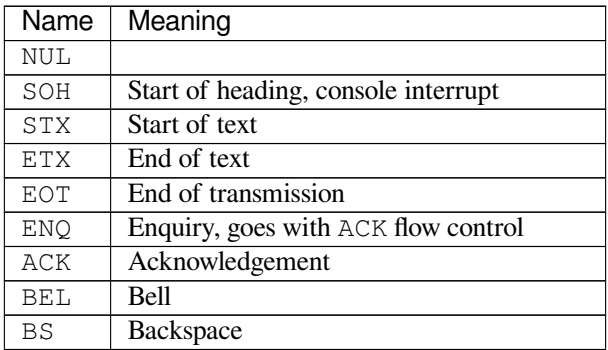 Name Meaning
NUL
SOH Start of heading, console interrupt
STX Start of text
ETX End of text
EOT End of transmission
ENQ Enquiry, goes with ACK flow control
ACK Acknowledgement
BEL Bell
BS Backspace